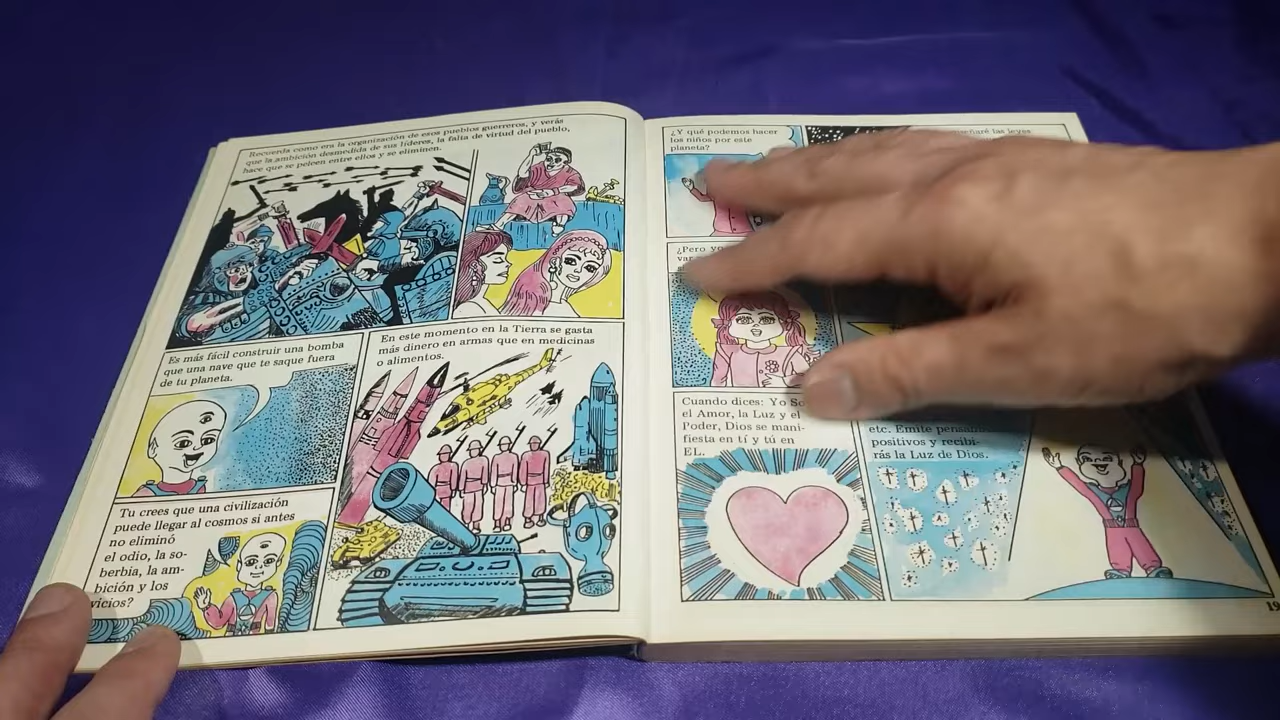 Recuerda como era la organización de esos pueblos guerreros, y verás
que la ambición desmedida de sus líderes, la falta de virtud del pueblo,
hace que se peleen entre ellos y se eliminen.
Es más fácil construir una bomba
que una nave que te saque fuera
de tu planeta.
En este momento en la Tierra se gasta
más dinero en armas que en medicinas
o alimentos.
Tu crees que una civilización
puede llegar al cosmos si antes
no eliminó
el odio, la so-
berbia, la am-
bición y los
vicios?
¿Y qué podemos hacer
los niños por este
planeta?
las leyes
¿Pero
Cuando dices: Yo
el Amor, la Luz y el
Poder, Dios se mani-
fiesta en tí y tú en
EL.
etc. Emite
positivos y recibi-
rás la Luz de Dios.